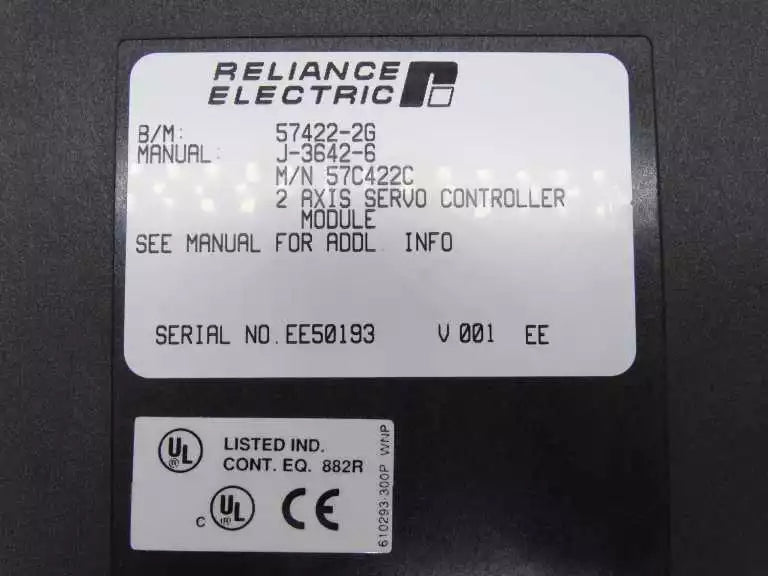 RELIANCE
ELECTRIC
B/M: 57422-2G
MANUAL: J-3642-6
M/N 57C422C
2 AXIS SERVO CONTROLLER
MODULE
SEE MANUAL FOR ADDL. INFO
SERIAL NO. EE50193 V 001 EE
UL LISTED IND.
CONT. EQ. 882R
C UL CE
610293-300P WNP